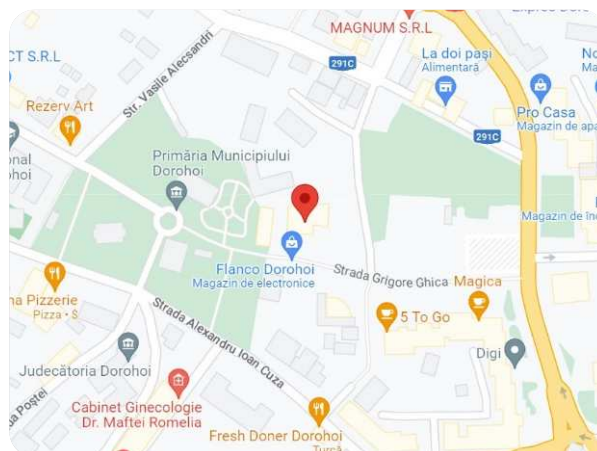 MAGNUM S.R.L
CT S.R.L
291C
La doi pași
Alimentară
Str. Vasile Alecsandri
Rezerv Art
Pro Casa
Magazin de apa
291C
Primăria Municipiului
Dorohoi
onal
ohoi
Magazin de în
Flanco Dorohoi
Magazin de electronice
Strada Grigore Ghica
Magica
na Pizzerie
Pizza • $
5 To Go
Strada Alexandru Ioan Cuza
Digi
Judecătoria Dorohoi
Cabinet Ginecologie
Dr. Maftei Romelia
da Poștei
Fresh Doner Dorohoi